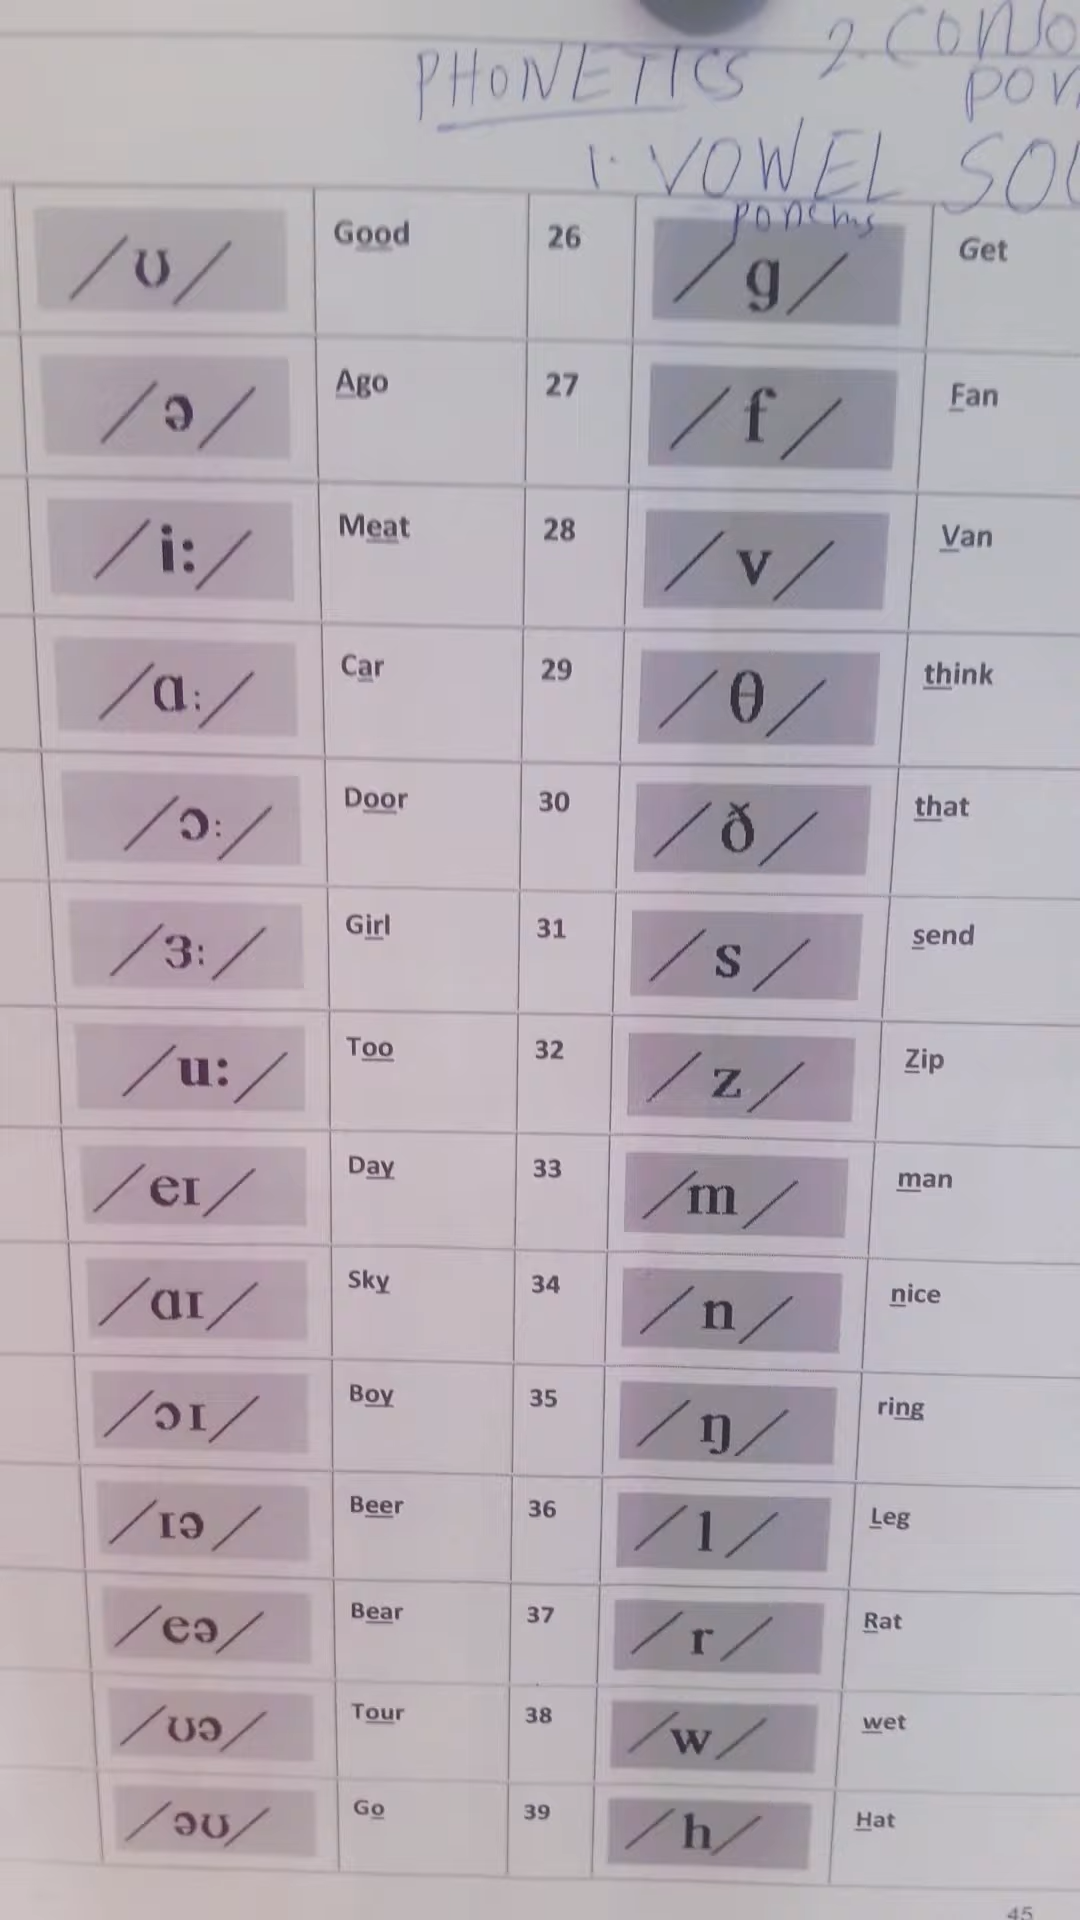 PHONETICS 2. CONSO
1. VOWEL SOU
ponems
/ʊ/ Good 26 /g/ Get
/ə/ Ago 27 /f/ Fan
/i:/ Meat 28 /v/ Van
/ɑ:/ Car 29 /θ/ think
/ɔ:/ Door 30 /ð/ that
/ɜ:/ Girl 31 /s/ send
/u:/ Too 32 /z/ Zip
/eɪ/ Day 33 /m/ man
/ɑɪ/ Sky 34 /n/ nice
/ɔɪ/ Boy 35 /ŋ/ ring
/ɪə/ Beer 36 /l/ Leg
/eə/ Bear 37 /r/ Rat
/ʊə/ Tour 38 /w/ wet
/əʊ/ Go 39 /h/ Hat
45